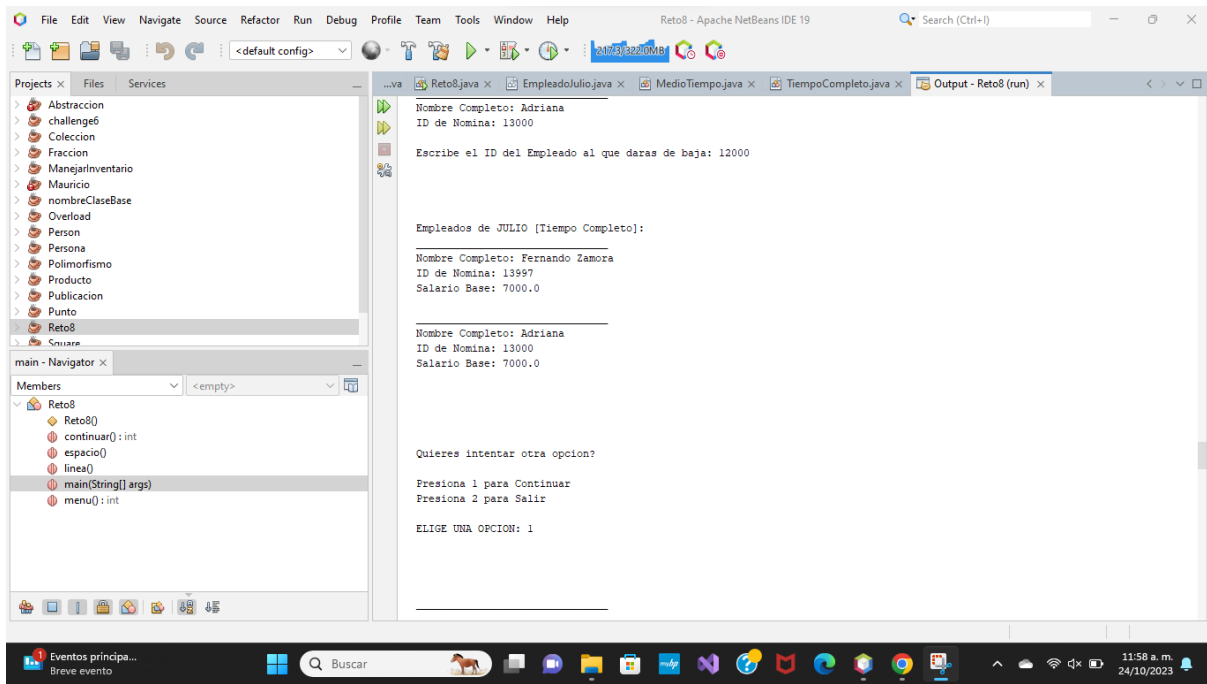 File Edit View Navigate Source Refactor Run Debug Profile Team Tools Window Help Reto8 - Apache NetBeans IDE 19 Search (Ctrl+I)
<default config> 217.3/322.0MB
Projects Files Services
...va Reto8.java EmpleadoJulio.java MedioTiempo.java TiempoCompleto.java Output - Reto8 (run)
Abstraccion
challenge6
Coleccion
Fraccion
ManejarInventario
Mauricio
nombreClaseBase
Overload
Person
Persona
Polimorfismo
Producto
Publicacion
Punto
Reto8
Square
main - Navigator
Members <empty>
Reto8
Reto8()
continuar() : int
espacio()
linea()
main(String[] args)
menu() : int
Nombre Completo: Adriana
ID de Nomina: 13000
Escribe el ID del Empleado al que daras de baja: 12000
Empleados de JULIO [Tiempo Completo]:
Nombre Completo: Fernando Zamora
ID de Nomina: 13997
Salario Base: 7000.0
Nombre Completo: Adriana
ID de Nomina: 13000
Salario Base: 7000.0
Quieres intentar otra opcion?
Presiona 1 para Continuar
Presiona 2 para Salir
ELIGE UNA OPCION: 1
1 Eventos principa...
Breve evento
Buscar
mbp
11:58 a. m.
24/10/2023